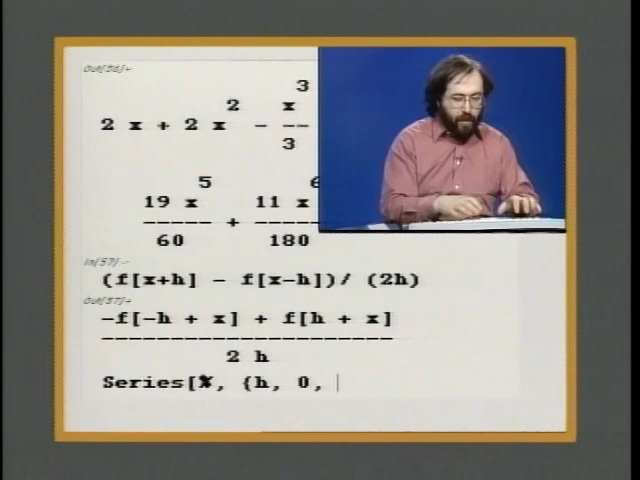 Out[56]=
3
2 x
2 x + 2 x - --
3
5 6
19 x 11 x
----- + -----
60 180
In[57]:=
(f[x+h] - f[x-h])/ (2h)
Out[57]=
-f[-h + x] + f[h + x]
---------------------
2 h
Series[%, {h, 0,